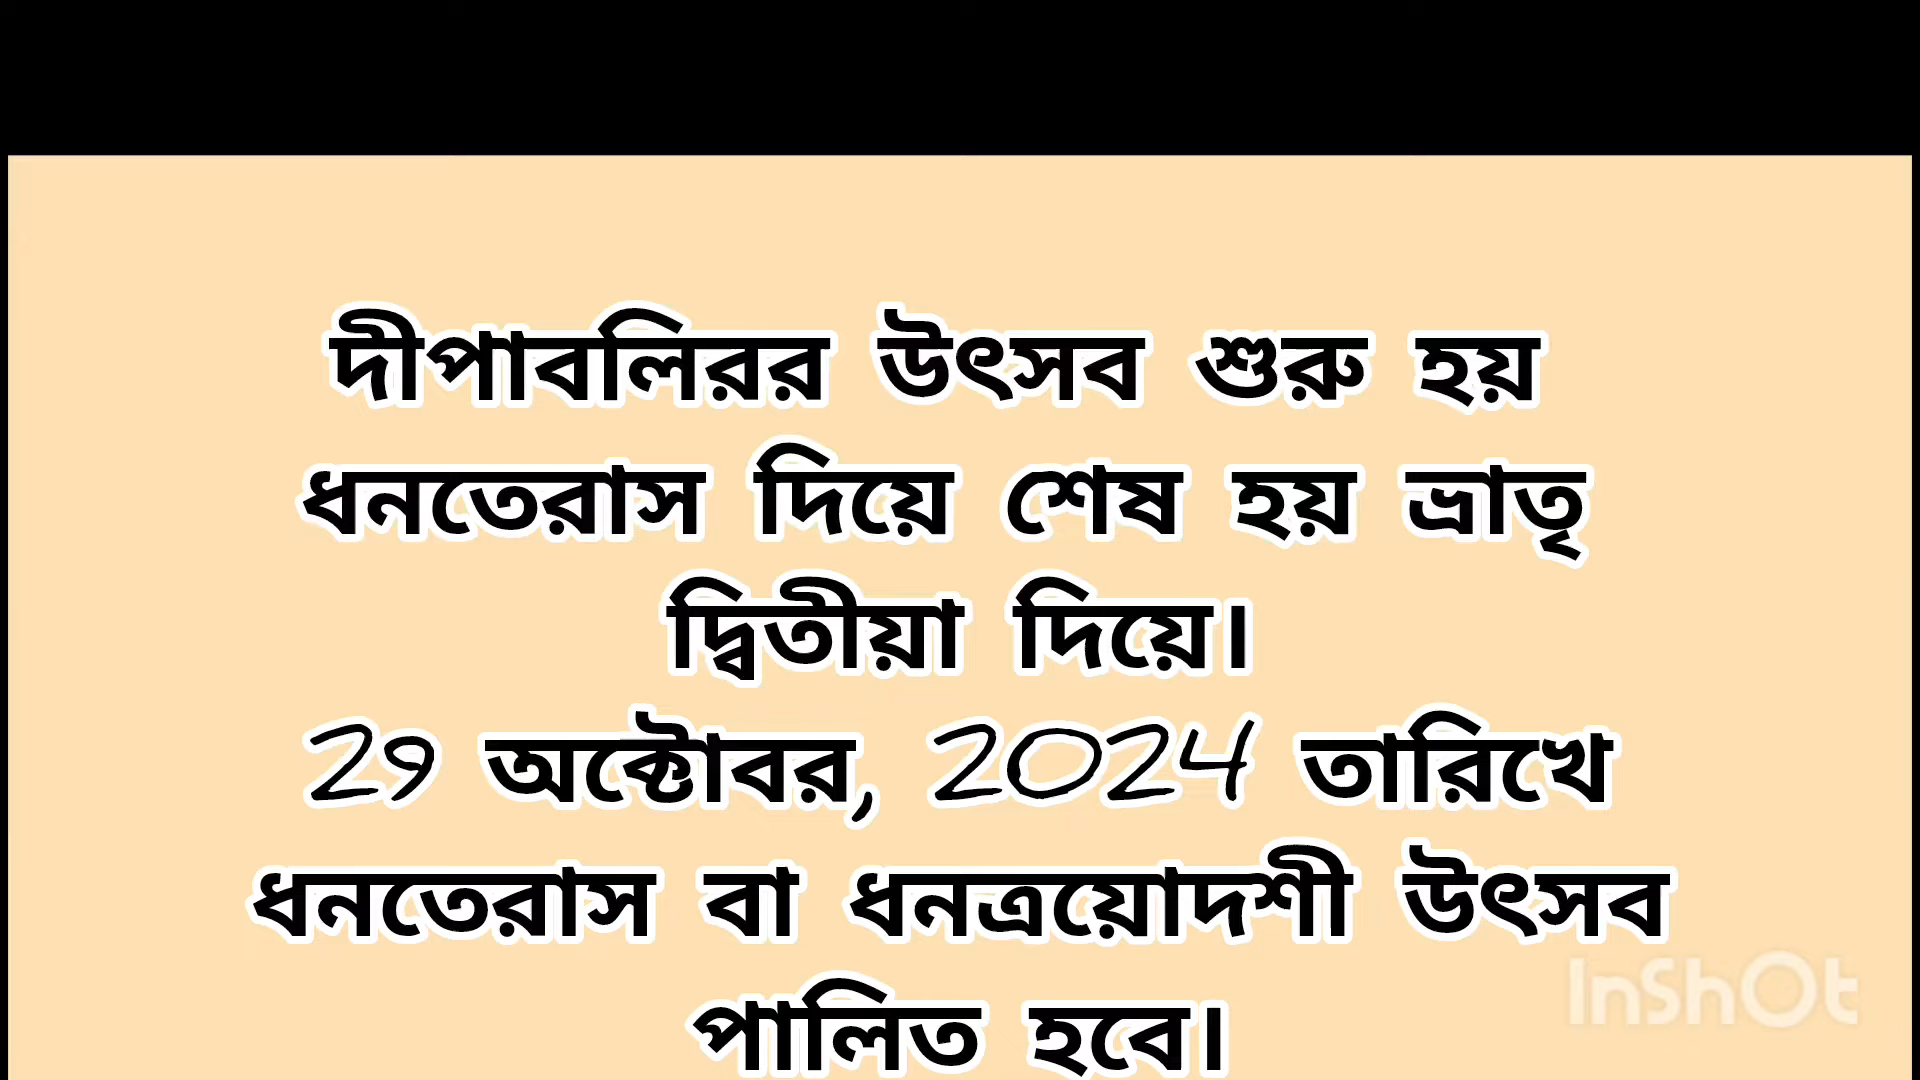 দীপাবলিরর উৎসব শুরু হয়
ধনতেরাস দিয়ে শেষ হয় ভ্রাতৃ
দ্বিতীয়া দিয়ে।
29 অক্টোবর, 2024 তারিখে
ধনতেরাস বা ধনত্রয়োদশী উৎসব
পালিত হবে।
InShOt